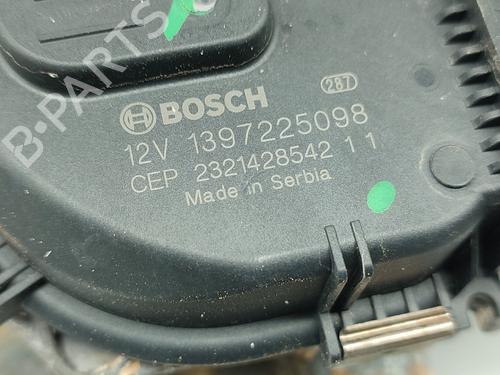 B-PARTS
BOSCH
287
12V 1397225098
CEP 2321428542 1 1
Made in Serbia